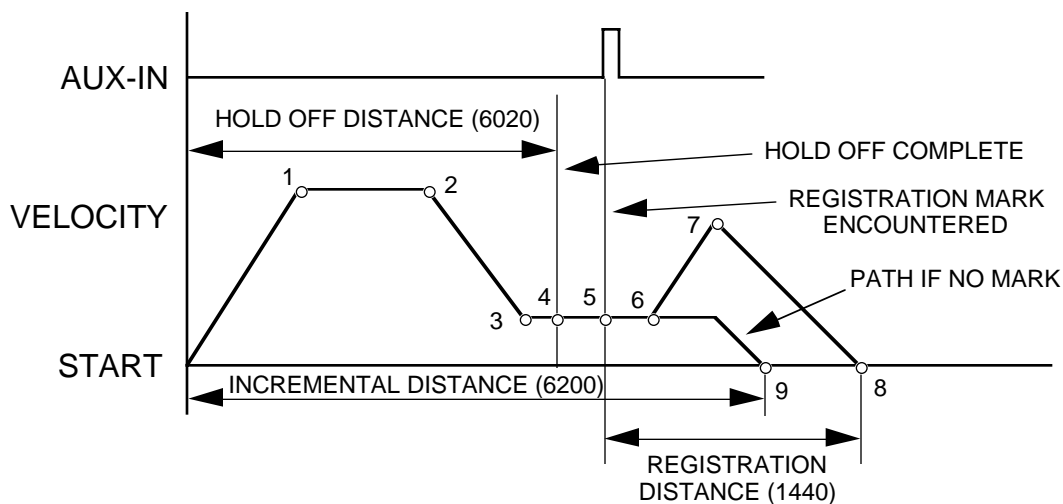 AUX-IN
HOLD OFF DISTANCE (6020)
HOLD OFF COMPLETE
1
2
VELOCITY
REGISTRATION MARK
ENCOUNTERED
7
PATH IF NO MARK
3
4
5
6
START
INCREMENTAL DISTANCE (6200)
9
8
REGISTRATION
DISTANCE (1440)